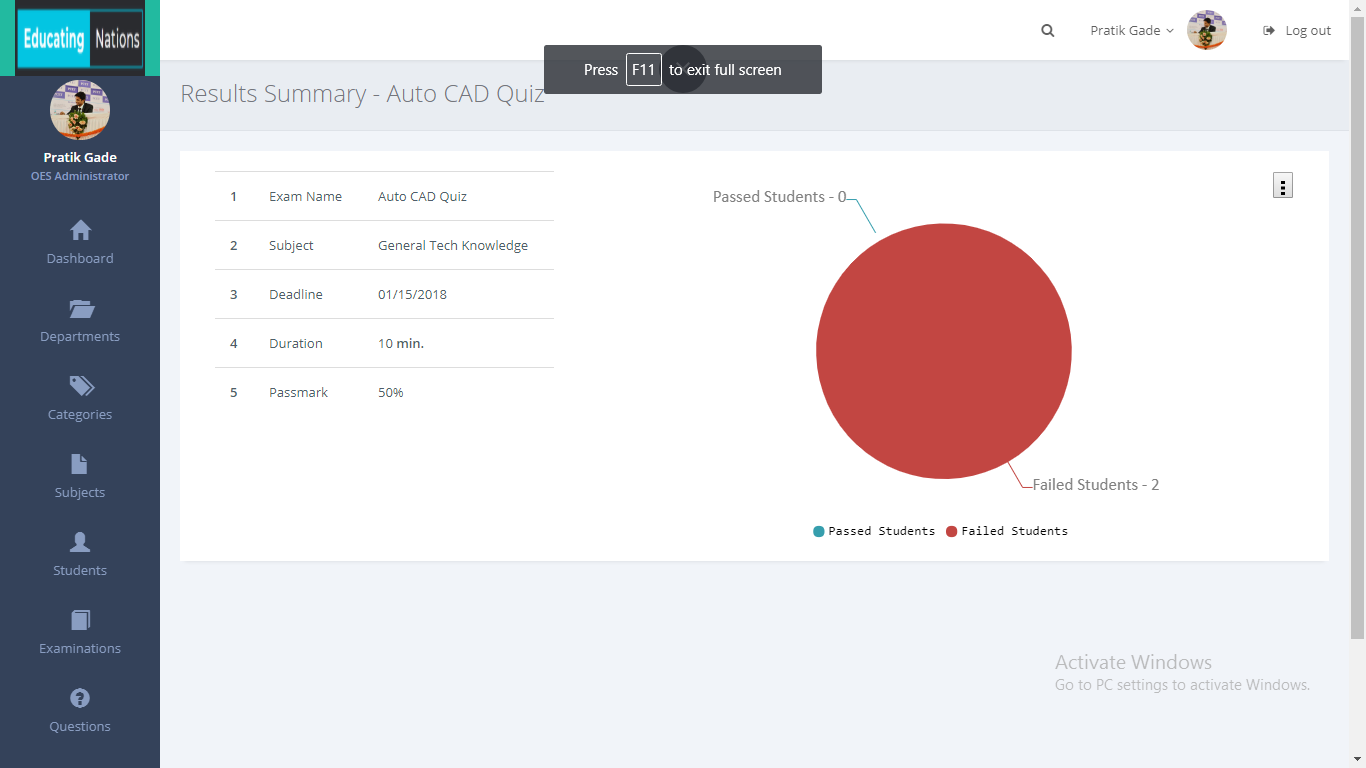 Educating Nations
Pratik Gade
Log out
Press F11 to exit full screen
Results Summary - Auto CAD Quiz
Pratik Gade
OES Administrator
Dashboard
Departments
Categories
Subjects
Students
Examinations
Questions
1 Exam Name Auto CAD Quiz
2 Subject General Tech Knowledge
3 Deadline 01/15/2018
4 Duration 10 min.
5 Passmark 50%
Passed Students - 0
Failed Students - 2
Passed Students Failed Students
Activate Windows
Go to PC settings to activate Windows.